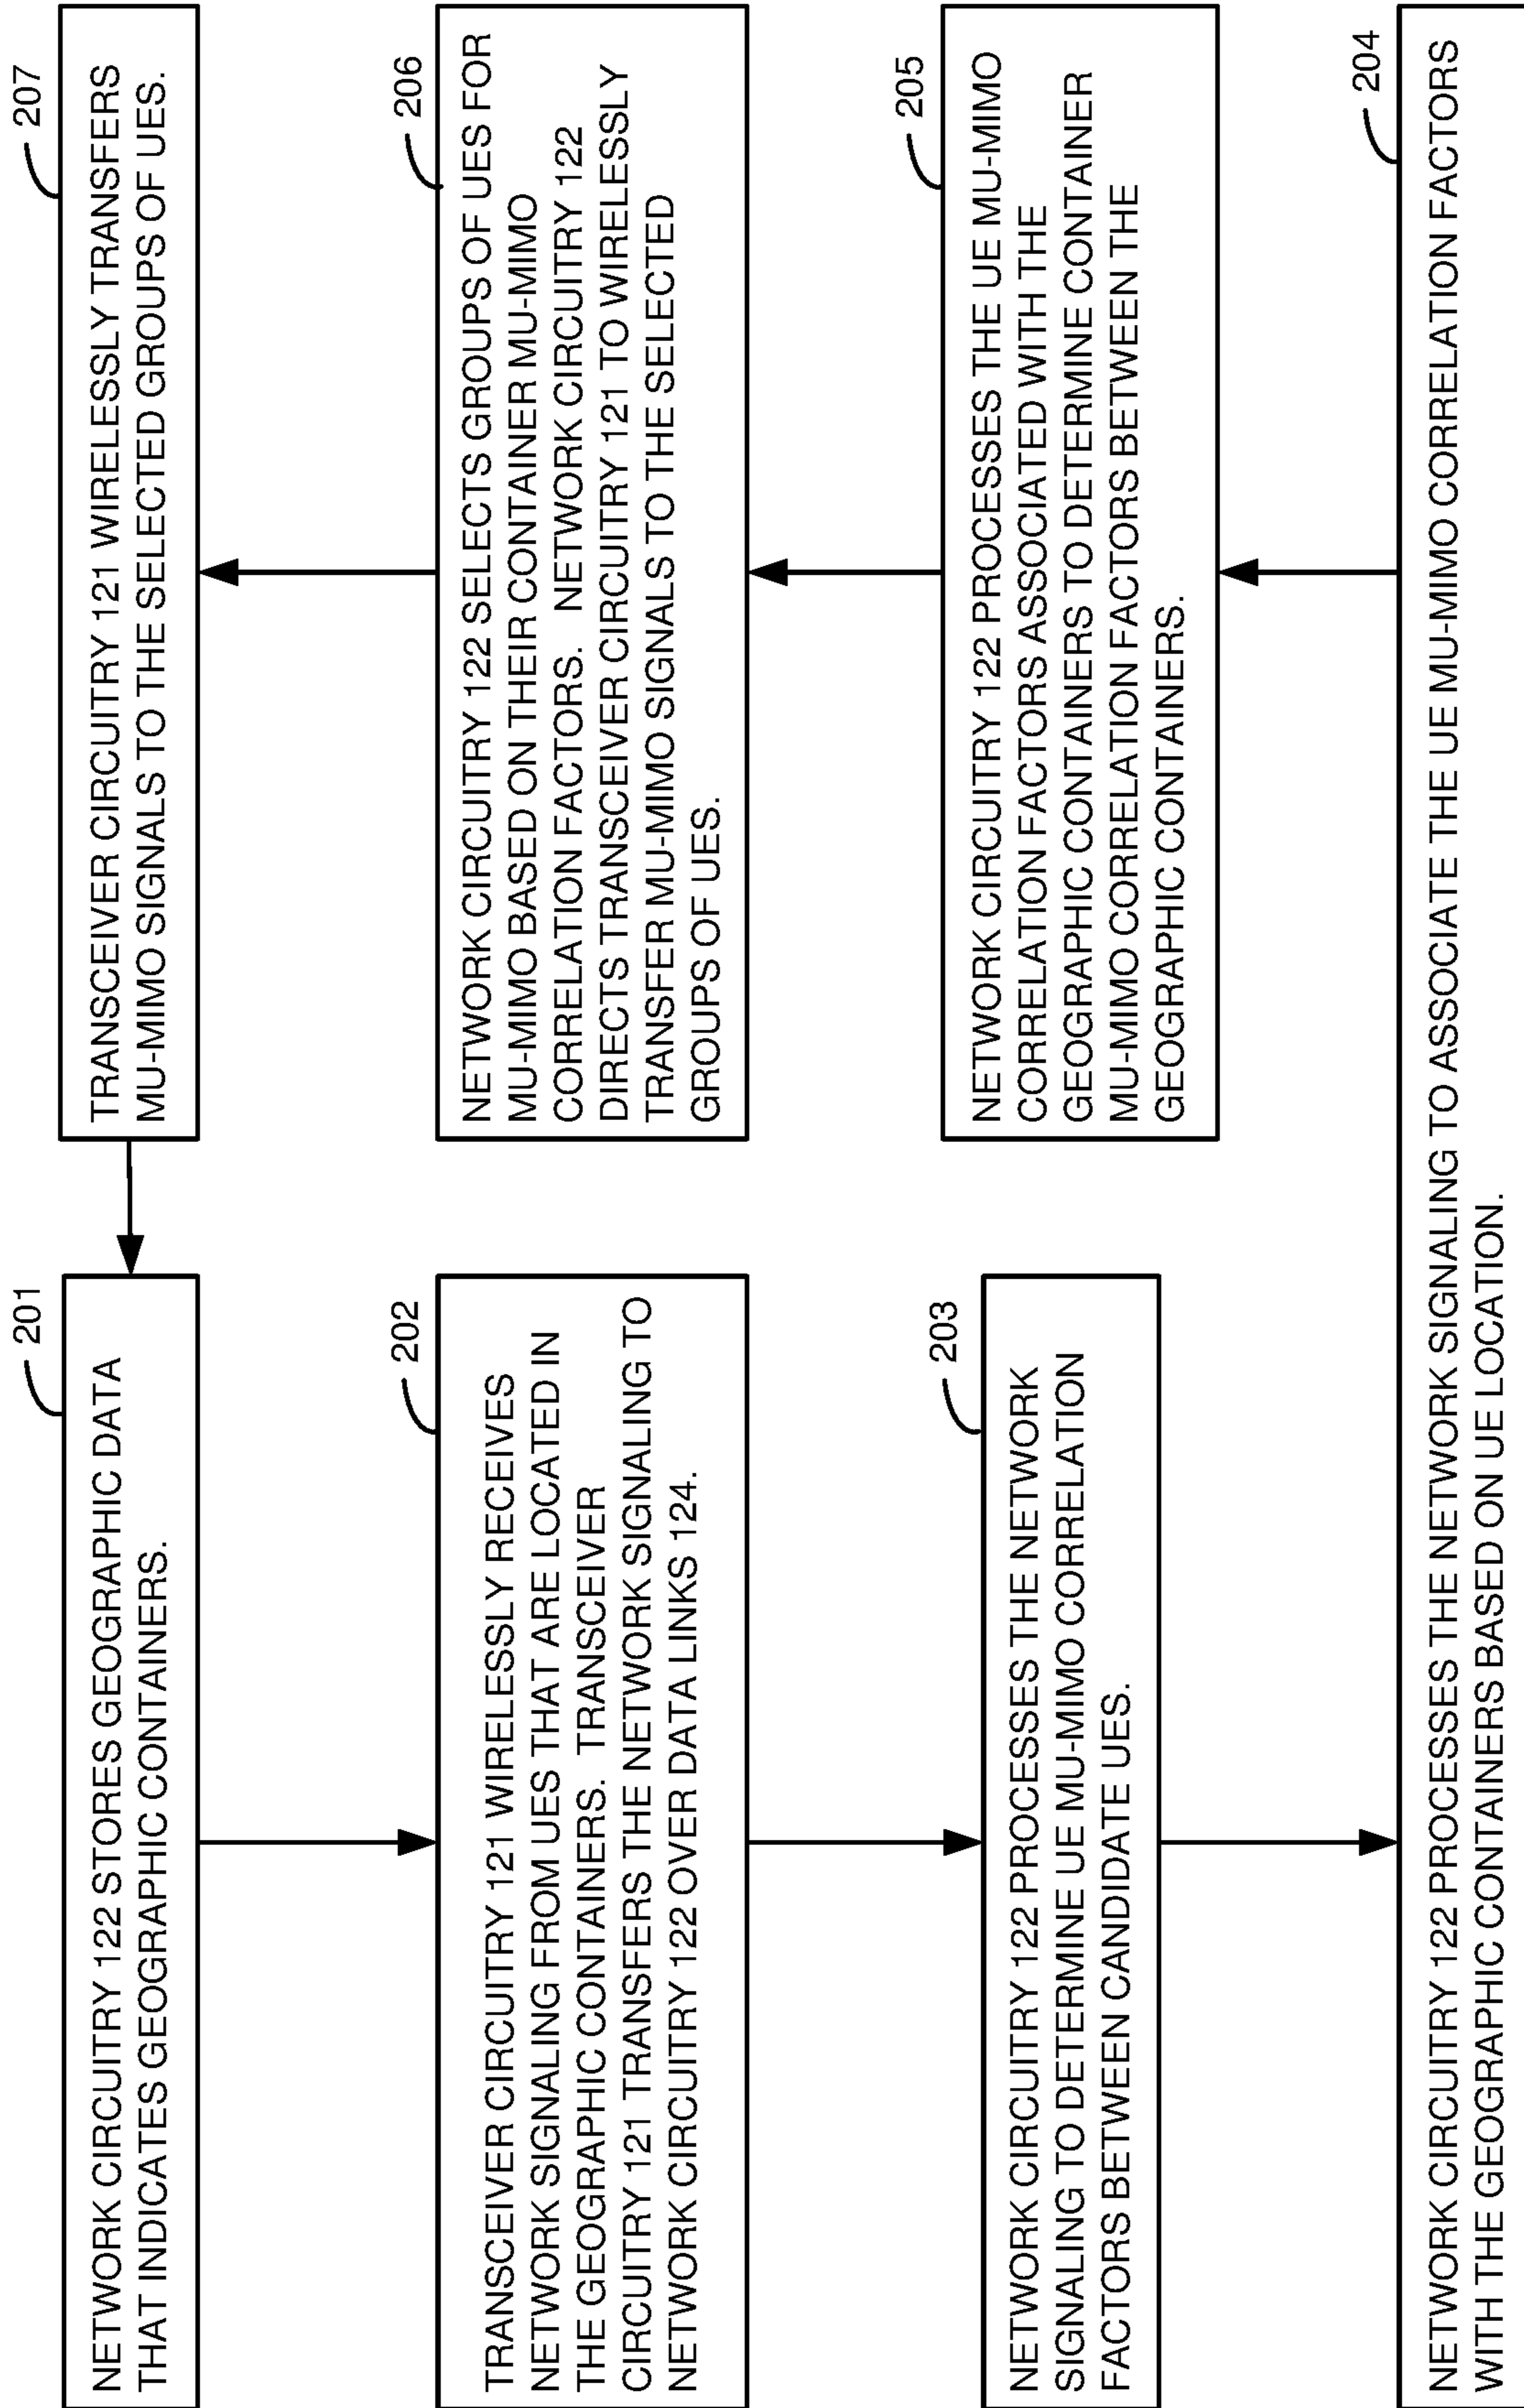 201
NETWORK CIRCUITRY 122 STORES GEOGRAPHIC DATA
THAT INDICATES GEOGRAPHIC CONTAINERS.
202
TRANSCEIVER CIRCUITRY 121 WIRELESSLY RECEIVES
NETWORK SIGNALING FROM UES THAT ARE LOCATED IN
THE GEOGRAPHIC CONTAINERS. TRANSCEIVER
CIRCUITRY 121 TRANSFERS THE NETWORK SIGNALING TO
NETWORK CIRCUITRY 122 OVER DATA LINKS 124.
203
NETWORK CIRCUITRY 122 PROCESSES THE NETWORK
SIGNALING TO DETERMINE UE MU-MIMO CORRELATION
FACTORS BETWEEN CANDIDATE UES.
204
NETWORK CIRCUITRY 122 PROCESSES THE NETWORK SIGNALING TO ASSOCIATE THE UE MU-MIMO CORRELATION FACTORS
WITH THE GEOGRAPHIC CONTAINERS BASED ON UE LOCATION.
205
NETWORK CIRCUITRY 122 PROCESSES THE UE MU-MIMO
CORRELATION FACTORS ASSOCIATED WITH THE
GEOGRAPHIC CONTAINERS TO DETERMINE CONTAINER
MU-MIMO CORRELATION FACTORS BETWEEN THE
GEOGRAPHIC CONTAINERS.
206
NETWORK CIRCUITRY 122 SELECTS GROUPS OF UES FOR
MU-MIMO BASED ON THEIR CONTAINER MU-MIMO
CORRELATION FACTORS. NETWORK CIRCUITRY 122
DIRECTS TRANSCEIVER CIRCUITRY 121 TO WIRELESSLY
TRANSFER MU-MIMO SIGNALS TO THE SELECTED
GROUPS OF UES.
207
TRANSCEIVER CIRCUITRY 121 WIRELESSLY TRANSFERS
MU-MIMO SIGNALS TO THE SELECTED GROUPS OF UES.